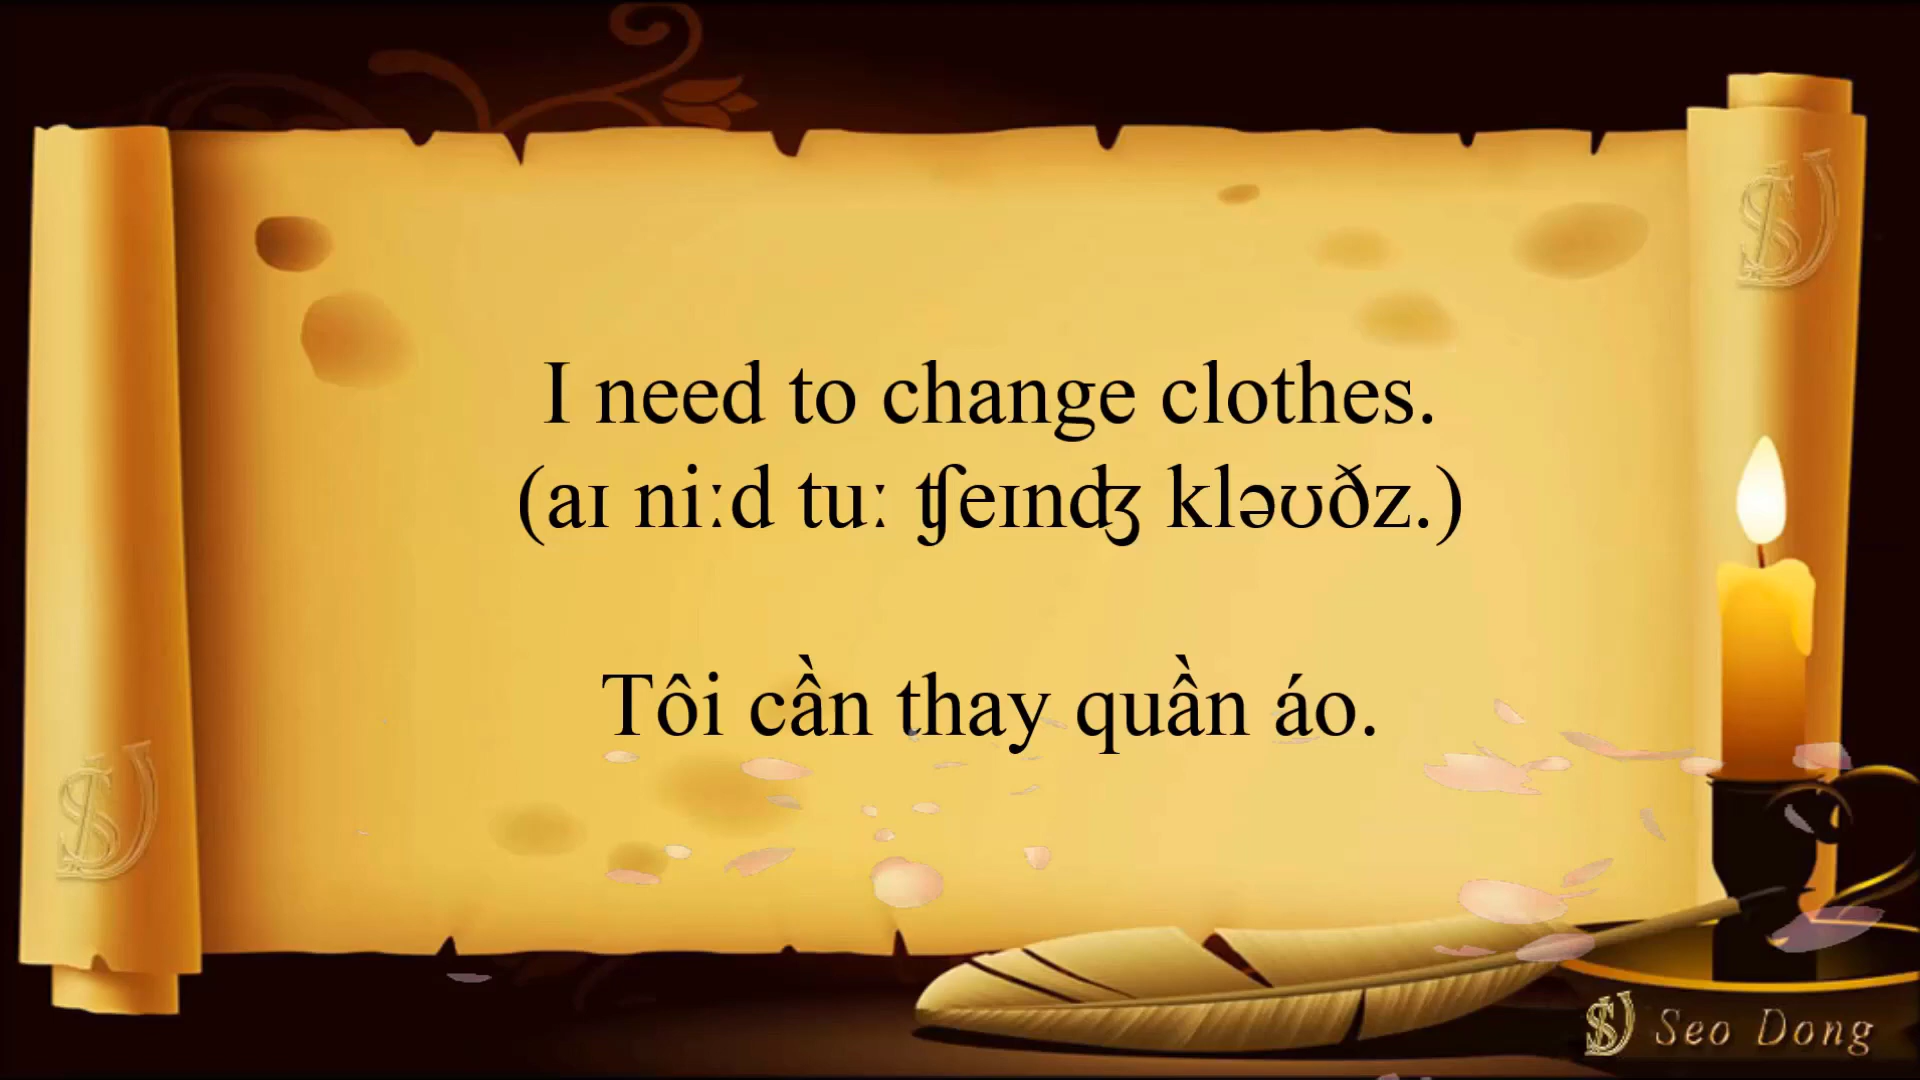 I need to change clothes.
(aɪ niːd tuː ʧeɪnʤ kləʊðz.)
Tôi cần thay quần áo.
Seo Dong